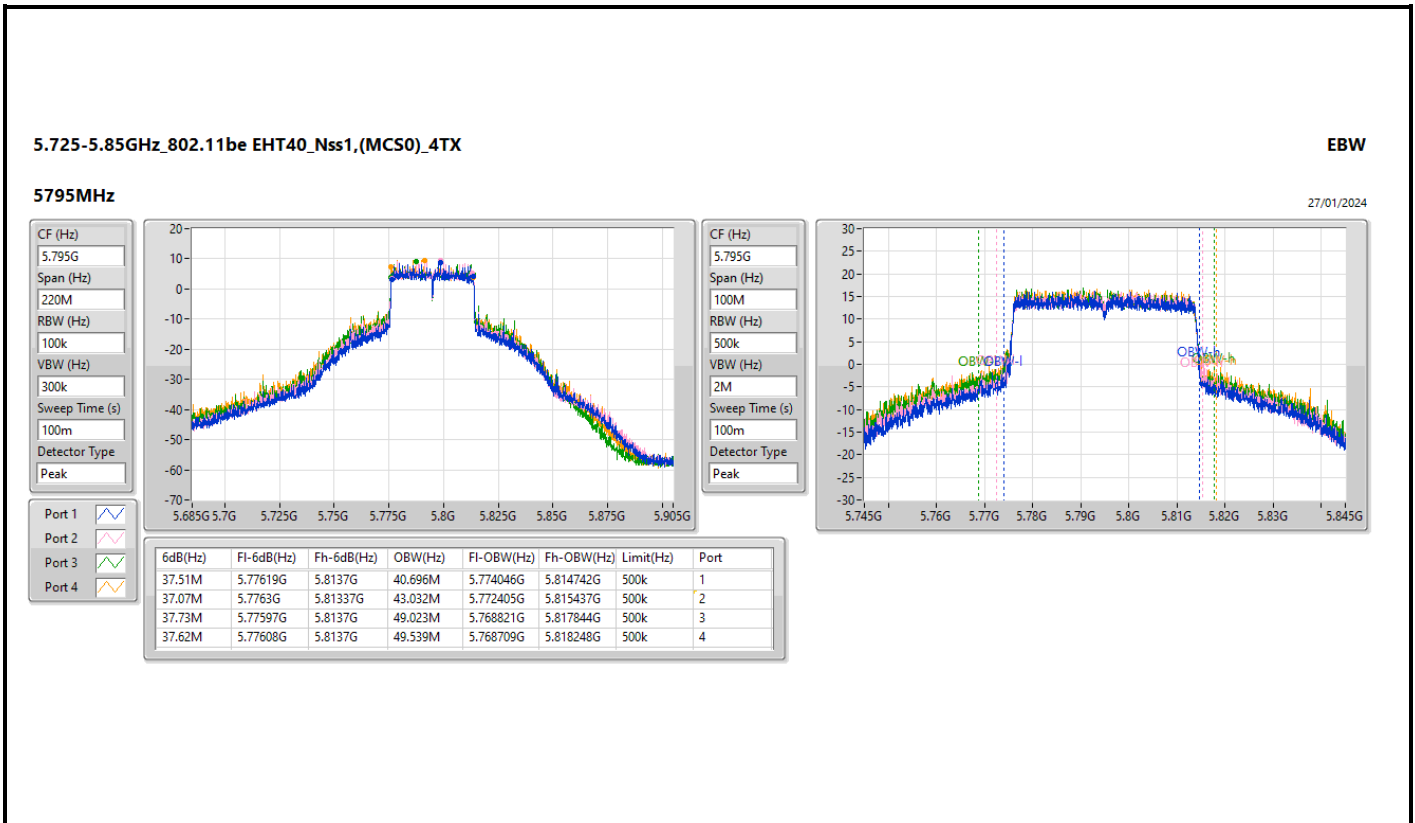 5.725-5.85GHz_802.11be EHT40_Nss1,(MCS0)_4TX
EBW
5795MHz
27/01/2024
CF (Hz)
5.795G
Span (Hz)
220M
RBW (Hz)
100k
VBW (Hz)
300k
Sweep Time (s)
100m
Detector Type
Peak
Port 1
Port 2
Port 3
Port 4
20
10
0
-10
-20
-30
-40
-50
-60
-70
5.685G 5.7G 5.725G 5.75G 5.775G 5.8G 5.825G 5.85G 5.875G 5.905G
CF (Hz)
5.795G
Span (Hz)
100M
RBW (Hz)
500k
VBW (Hz)
2M
Sweep Time (s)
100m
Detector Type
Peak
30
25
20
15
10
5
0
-5
-10
-15
-20
-25
-30
OBW-l
OBW-h
5.745G 5.76G 5.77G 5.78G 5.79G 5.8G 5.81G 5.82G 5.83G 5.845G
6dB(Hz) Fl-6dB(Hz) Fh-6dB(Hz) OBW(Hz) Fl-OBW(Hz) Fh-OBW(Hz) Limit(Hz) Port
37.51M 5.77619G 5.8137G 40.696M 5.774046G 5.814742G 500k 1
37.07M 5.7763G 5.81337G 43.032M 5.772405G 5.815437G 500k 2
37.73M 5.77597G 5.8137G 49.023M 5.768821G 5.817844G 500k 3
37.62M 5.77608G 5.8137G 49.539M 5.768709G 5.818248G 500k 4